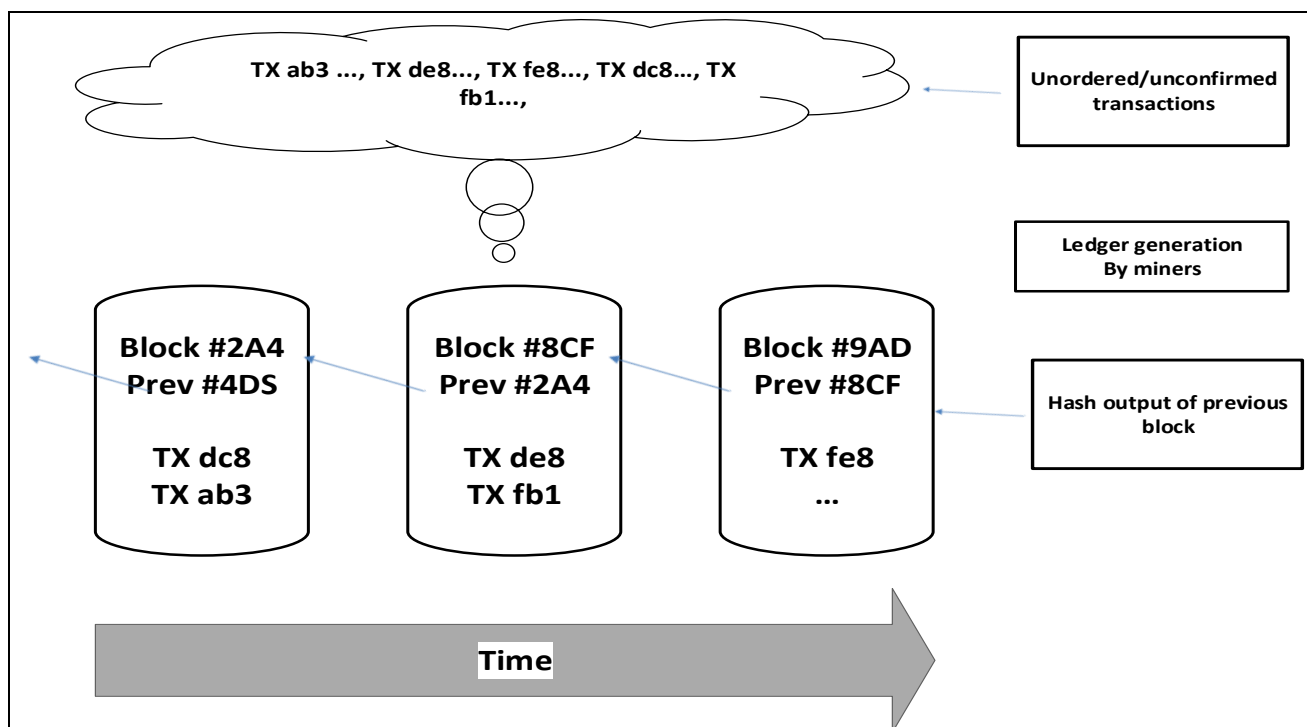 TX ab3 ..., TX de8..., TX fe8..., TX dc8..., TX
fb1...,
Unordered/unconfirmed
transactions
Ledger generation
By miners
Block #2A4
Prev #4DS
TX dc8
TX ab3
Block #8CF
Prev #2A4
TX de8
TX fb1
Block #9AD
Prev #8CF
TX fe8
...
Hash output of previous
block
Time